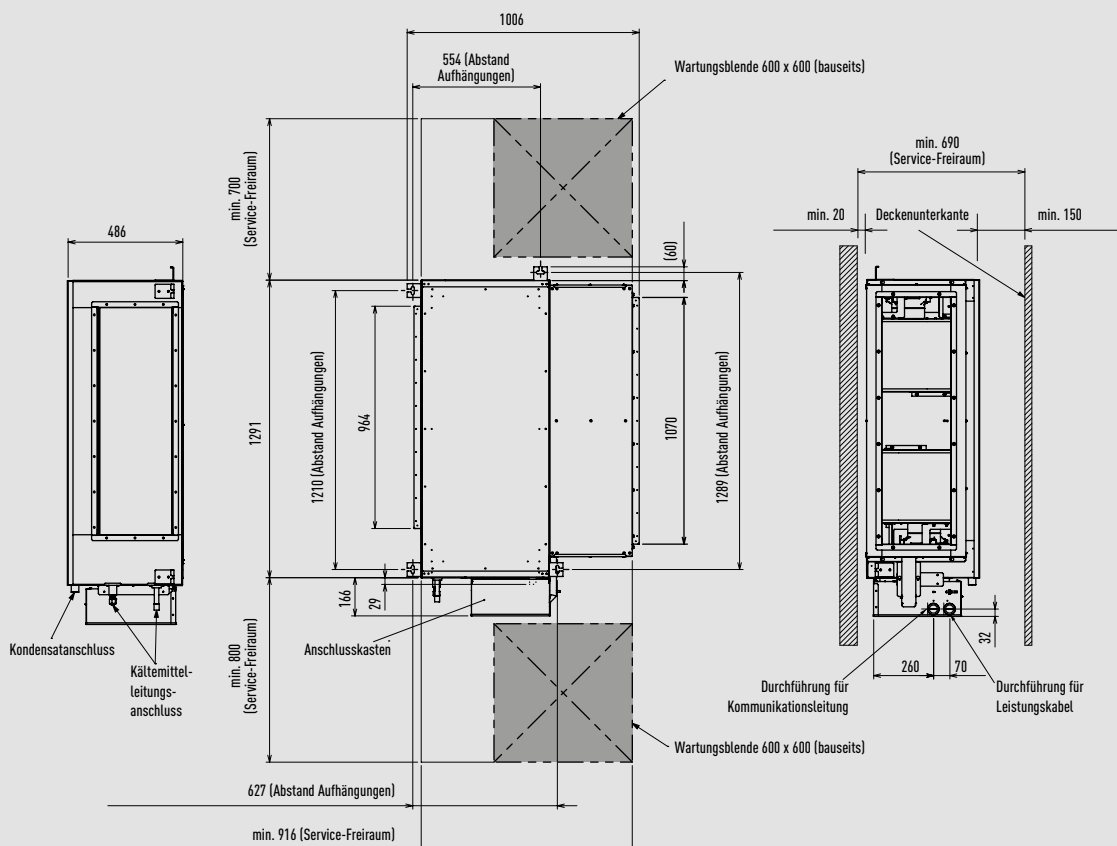 1006
554 (Abstand
Aufhängungen)
Wartungsblende 600 x 600 (bauseits)
min. 700
(Service-Freiraum)
min. 690
(Service-Freiraum)
min. 20
Deckenunterkante
min. 150
486
(60)
1291
1210 (Abstand Aufhängungen)
964
1070
1289 (Abstand Aufhängungen)
166
29
Kondensatanschluss
Kältemittel-
leitungs-
anschluss
Anschlusskasten
min. 800
(Service-Freiraum)
32
260
70
Durchführung für
Kommunikationsleitung
Durchführung für
Leistungskabel
Wartungsblende 600 x 600 (bauseits)
627 (Abstand Aufhängungen)
min. 916 (Service-Freiraum)